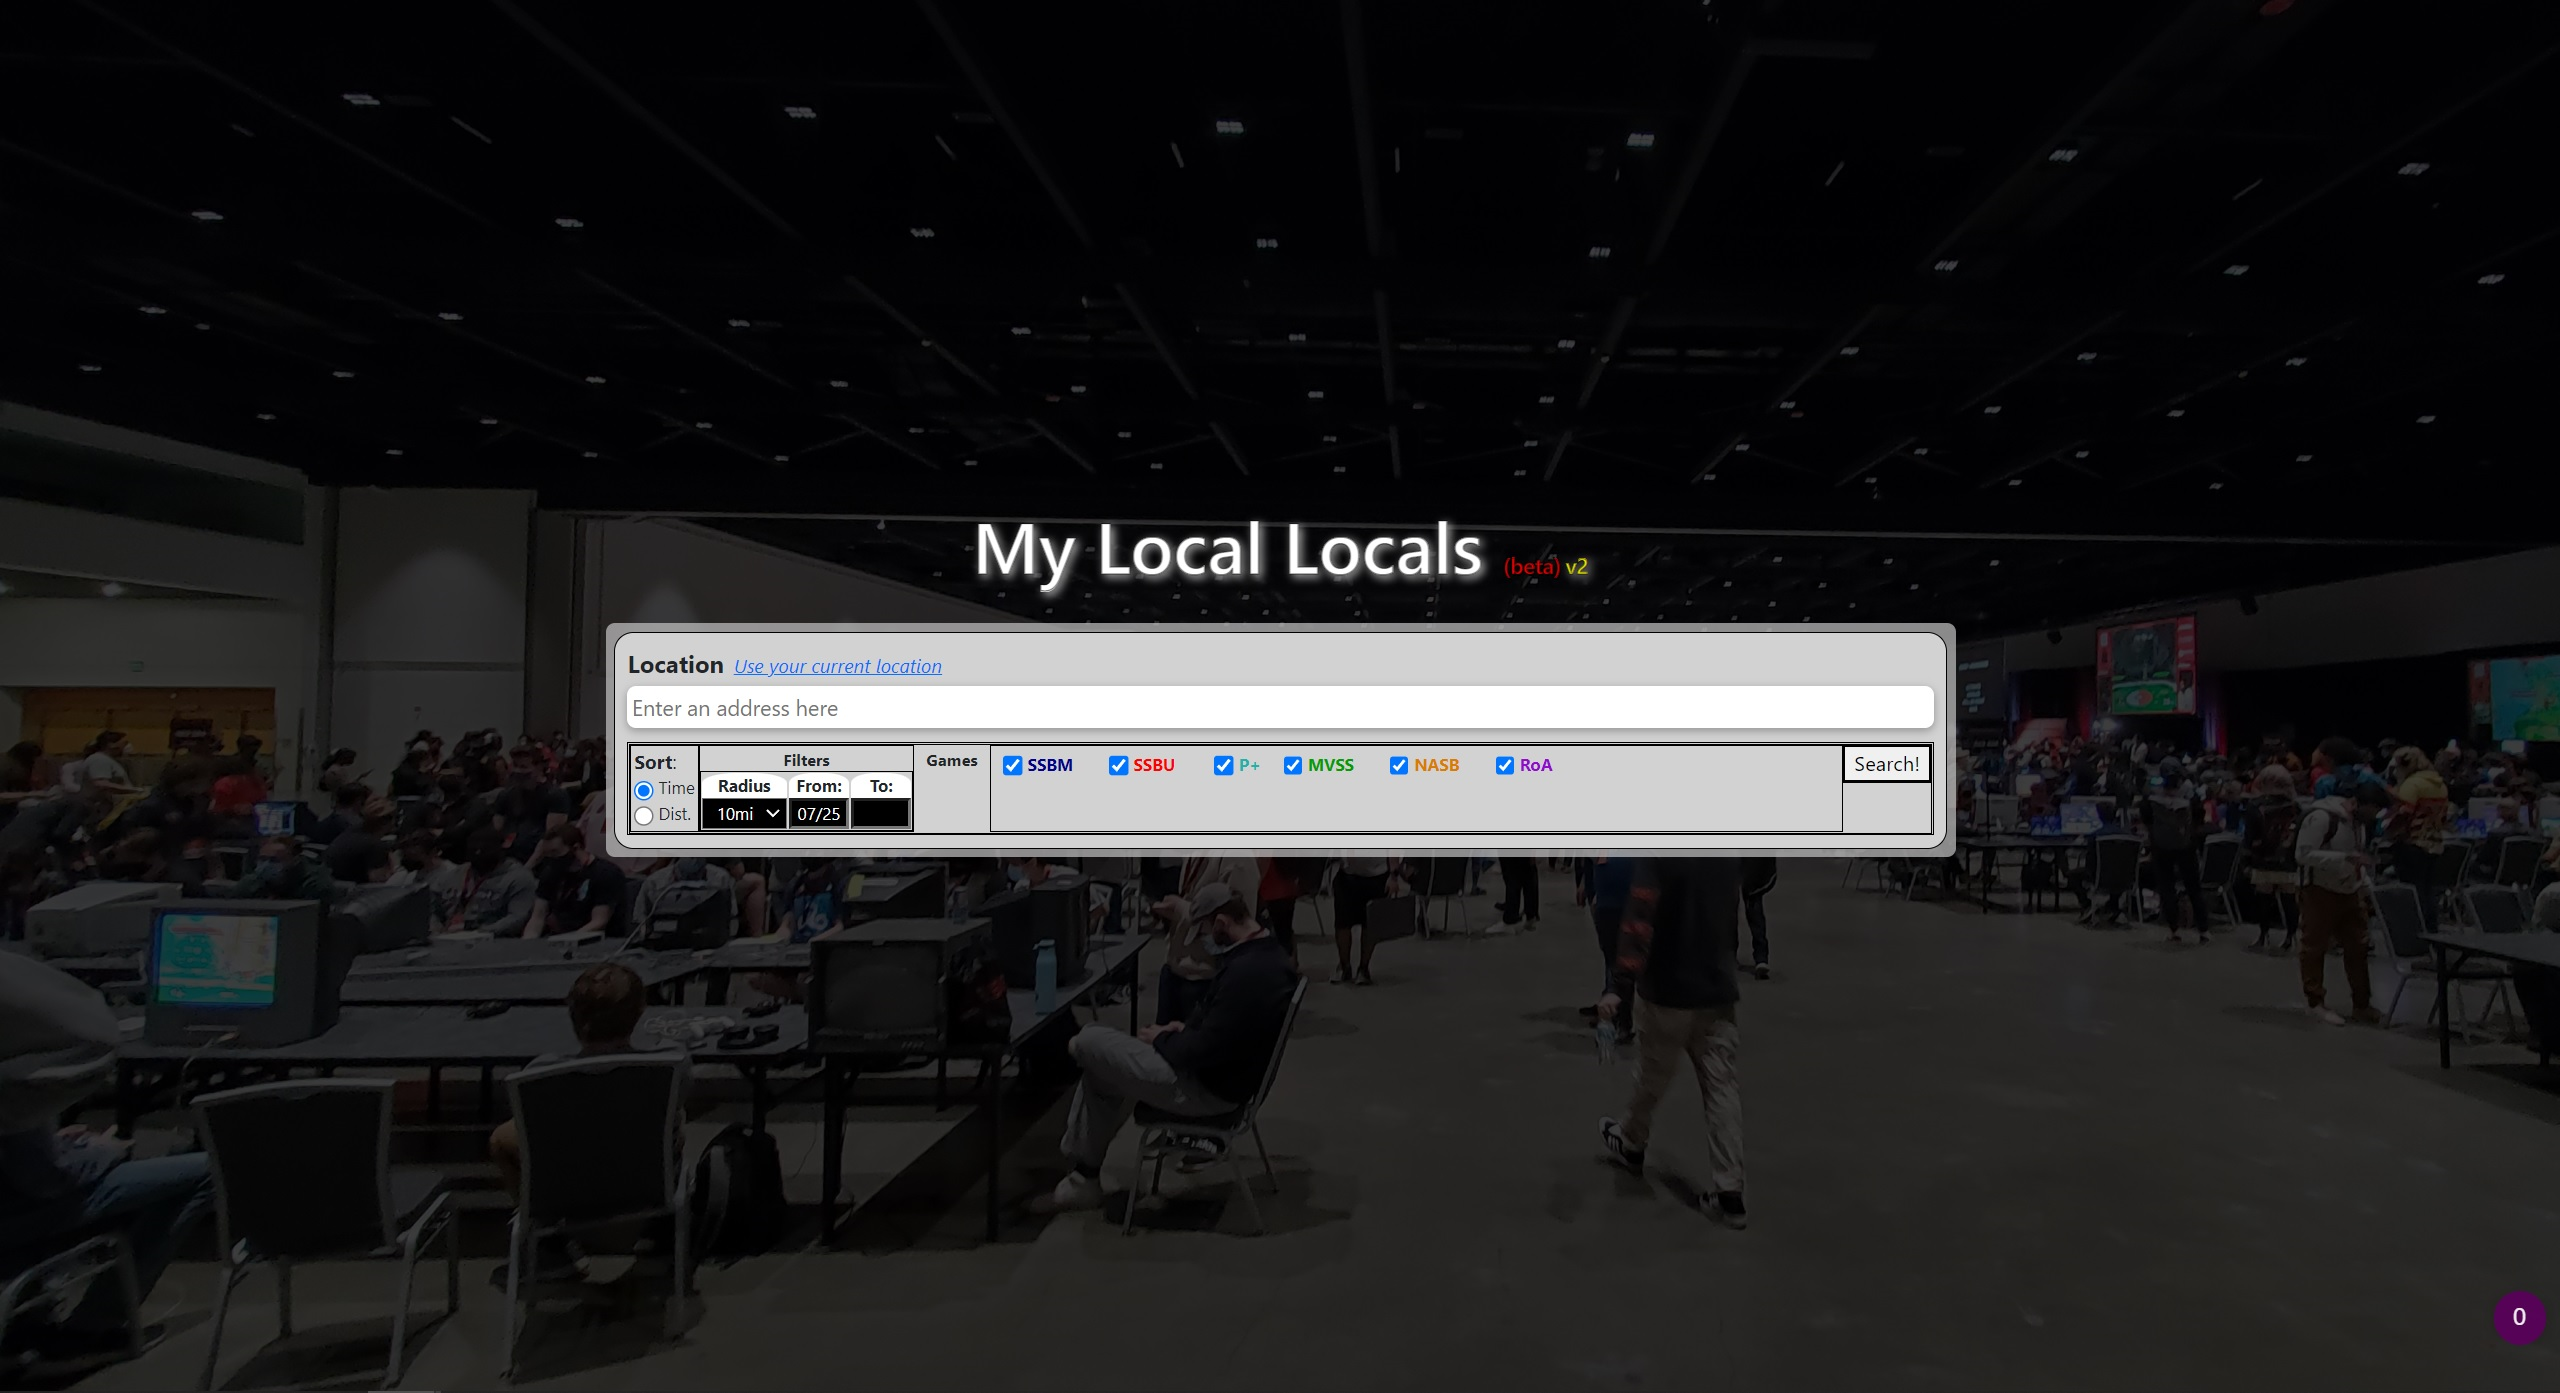 My Local Locals (beta) v2
Location Use your current location
Enter an address here
Sort:
Time
Dist.
Filters
Radius From: To:
10mi 07/25
Games
SSBM SSBU P+ MVSS NASB RoA
Search!
0